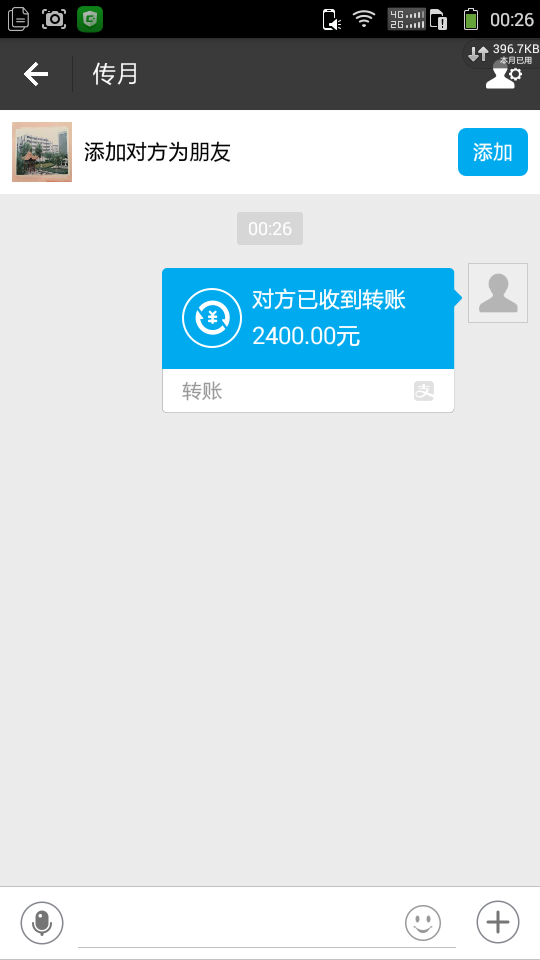 4G
2G
00:26
396.7KB
本月已用
传月
添加对方为朋友
添加
00:26
对方已收到转账
2400.00元
转账
支